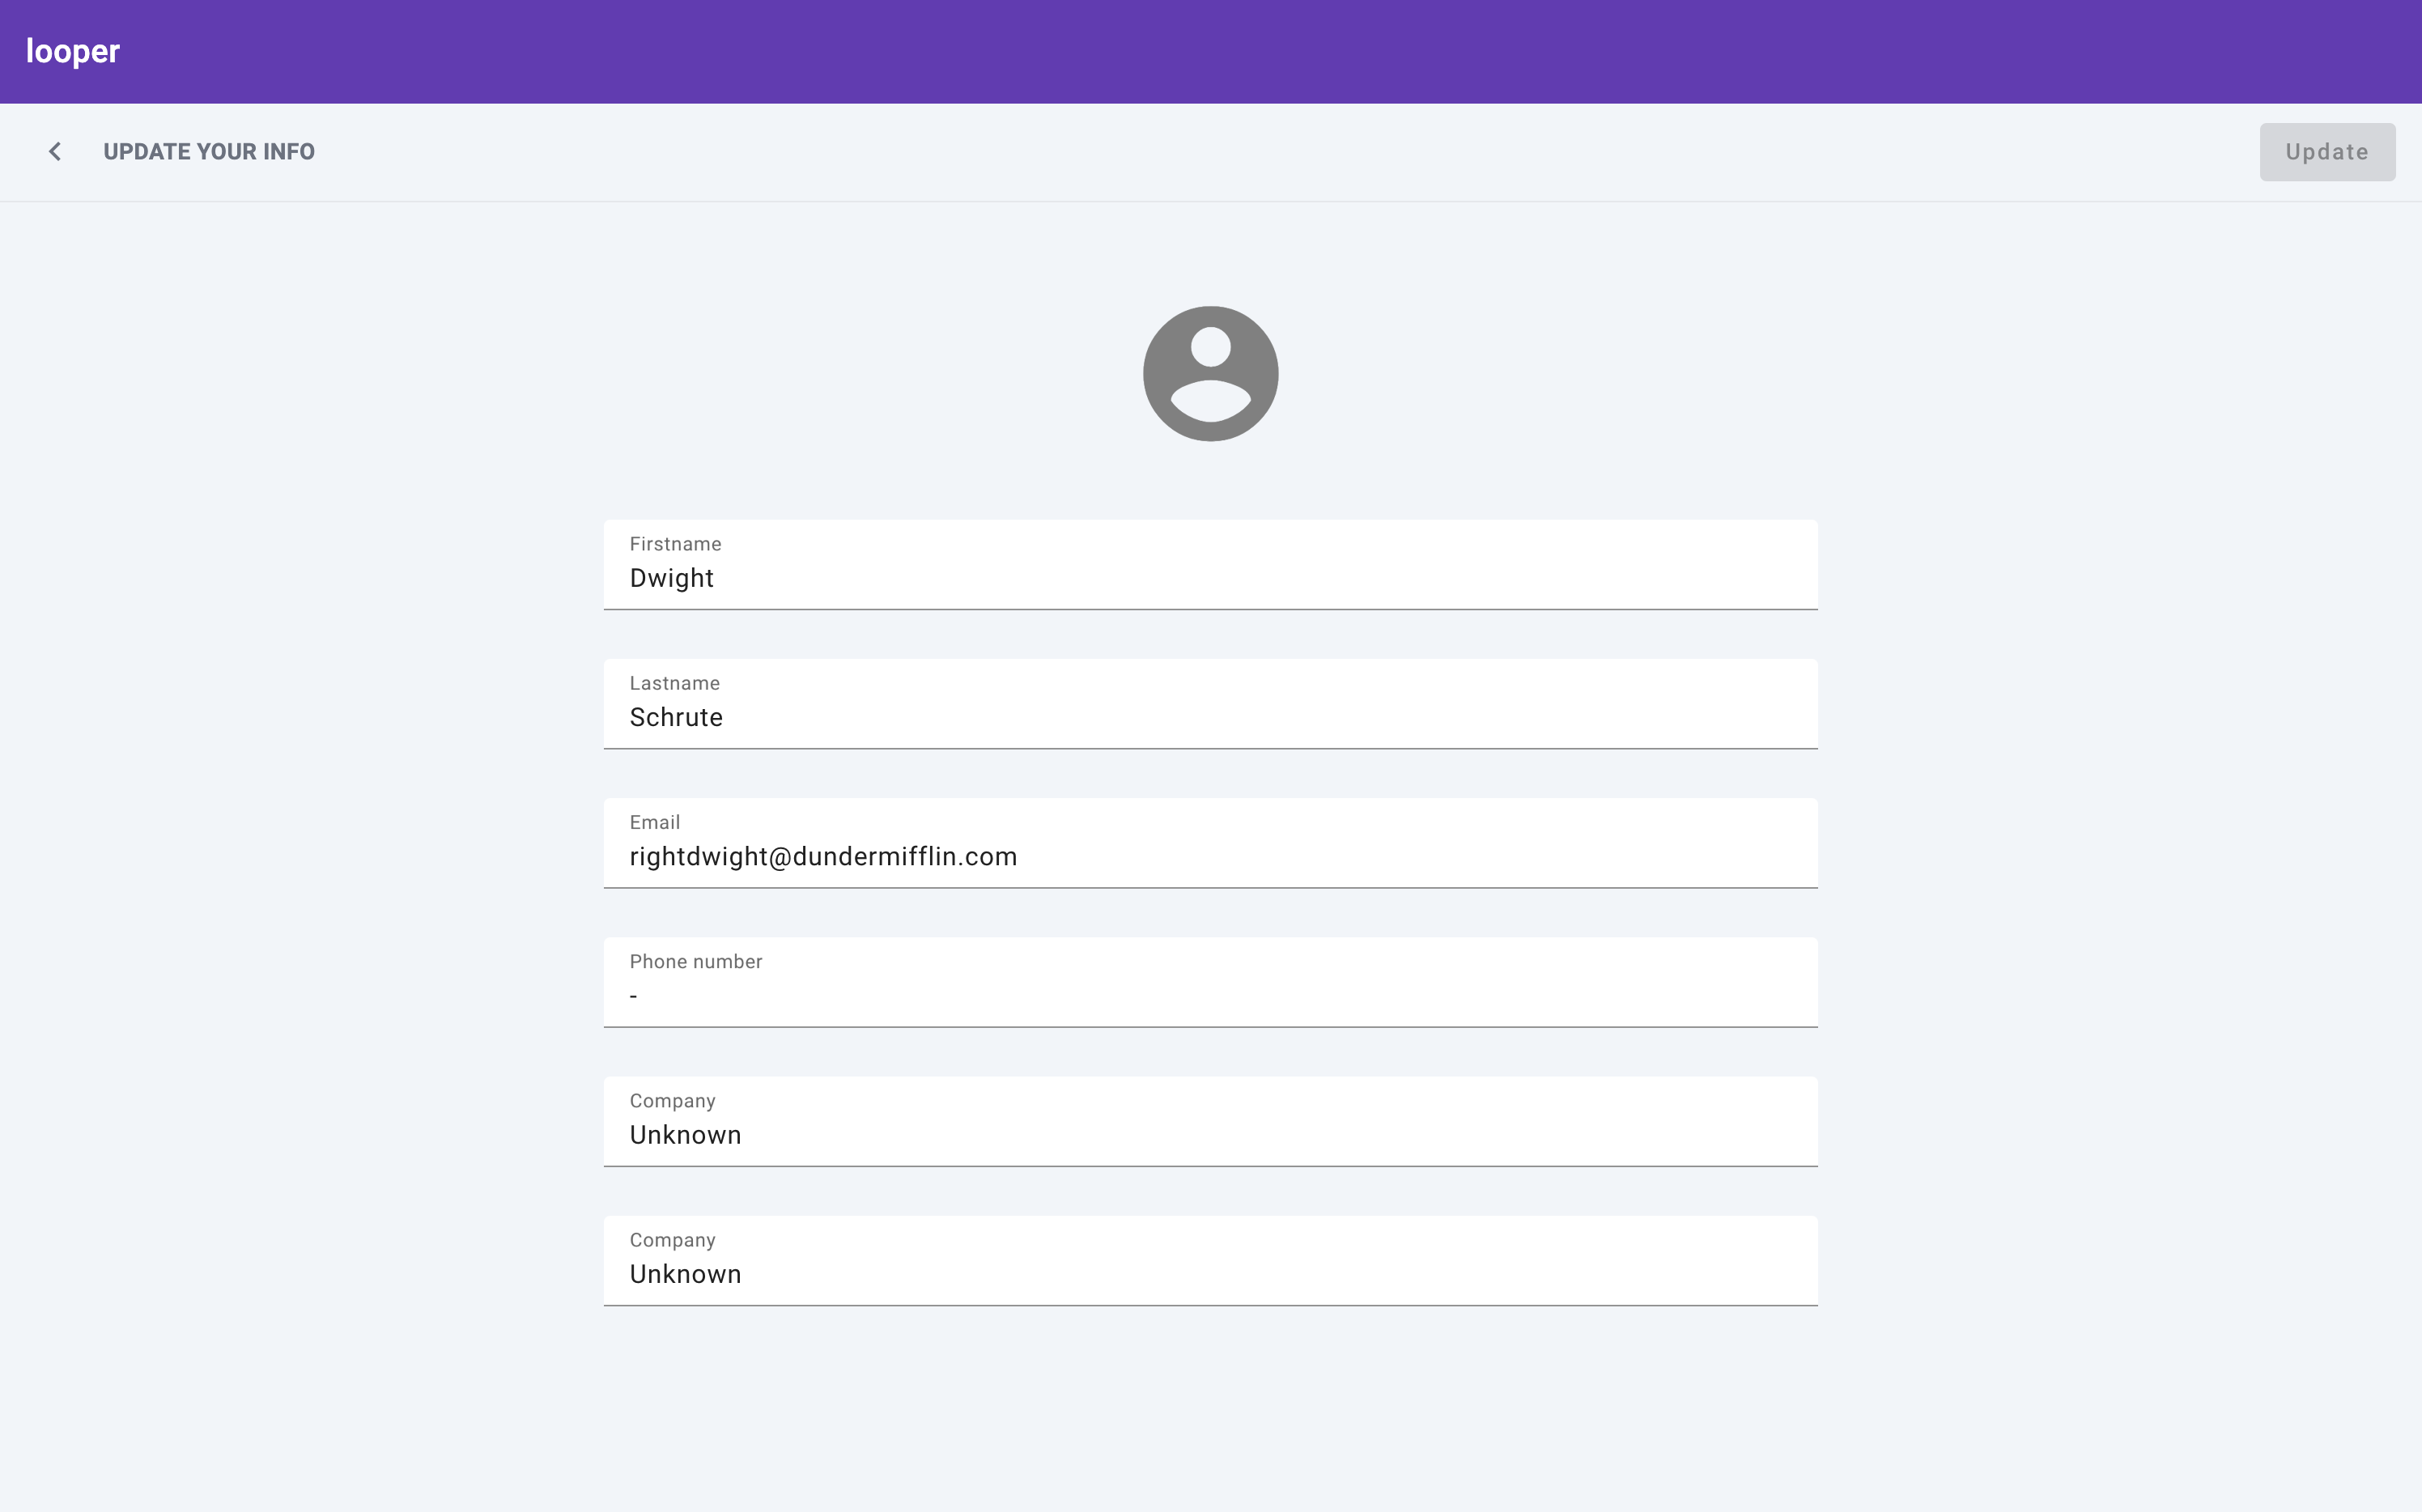 looper
UPDATE YOUR INFO
Update
Firstname
Dwight
Lastname
Schrute
Email
rightdwight@dundermifflin.com
Phone number
-
Company
Unknown
Company
Unknown